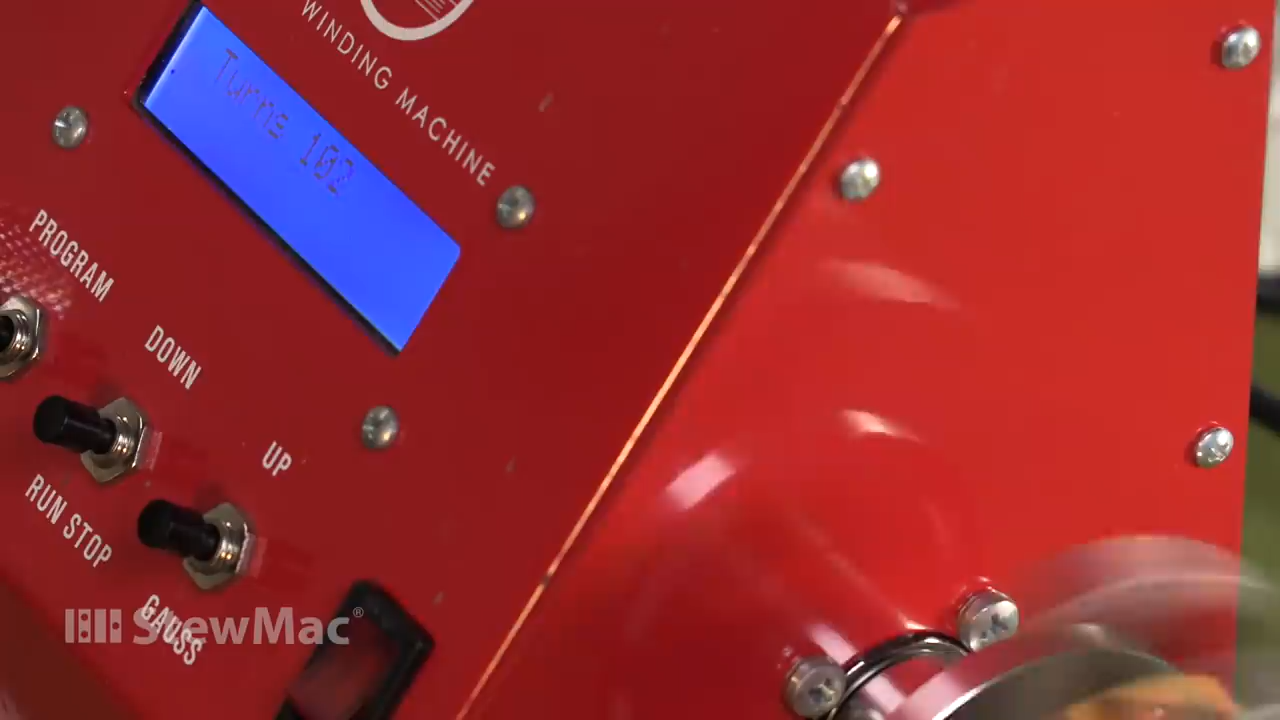 WINDING MACHINE
Turns 102
PROGRAM
DOWN
UP
RUN STOP
GAUSS
StewMac®